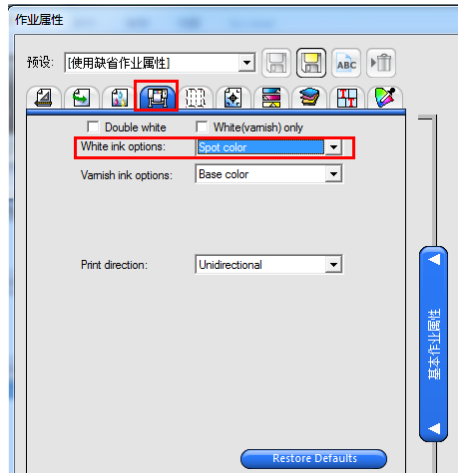 作业属性
预设: [使用缺省作业属性]
ABC
Double white White(varnish) only
White ink options: Spot color
Varnish ink options: Base color
Print direction: Unidirectional
基本作业属性
Restore Defaults